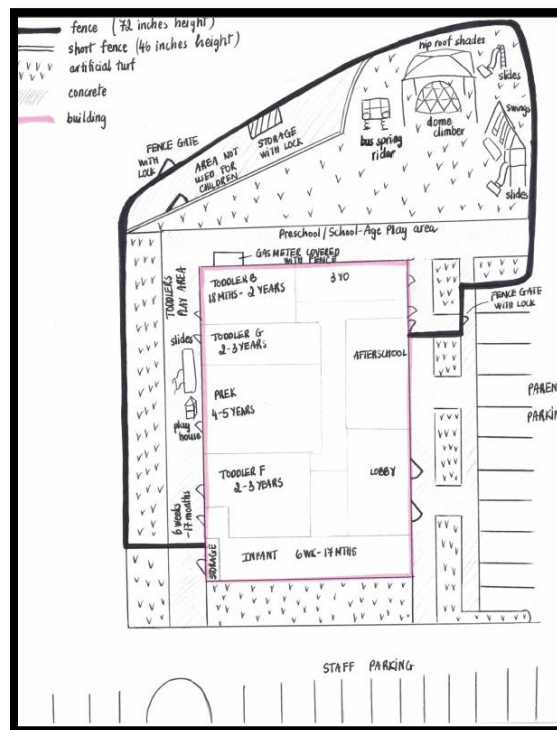 fence (72 inches height)
short fence (46 inches height)
artificial turf
concrete
building
hip roof shades
slides
swings
dome
climber
bus spring
rider
slides
FENCE GATE
WITH
LOCK
STORAGE
WITH LOCK
AREA NOT
USED FOR
CHILDREN
Preschool/School-Age Play area
GAS METER COVERED
WITH FENCE
TODDLERS
PLAY AREA
TODDLER B
18 MTHS - 2 YEARS
3 YO
FENCE GATE
WITH LOCK
TODDLER G
2-3 YEARS
slides
AFTERSCHOOL
PREK
4-5 YEARS
play
house
PAREN
PARKIN
TODDLER F
2-3 YEARS
LOBBY
6 weeks
-17 months
STORAGE
INFANT 6 WK - 17 MTHS
STAFF PARKING